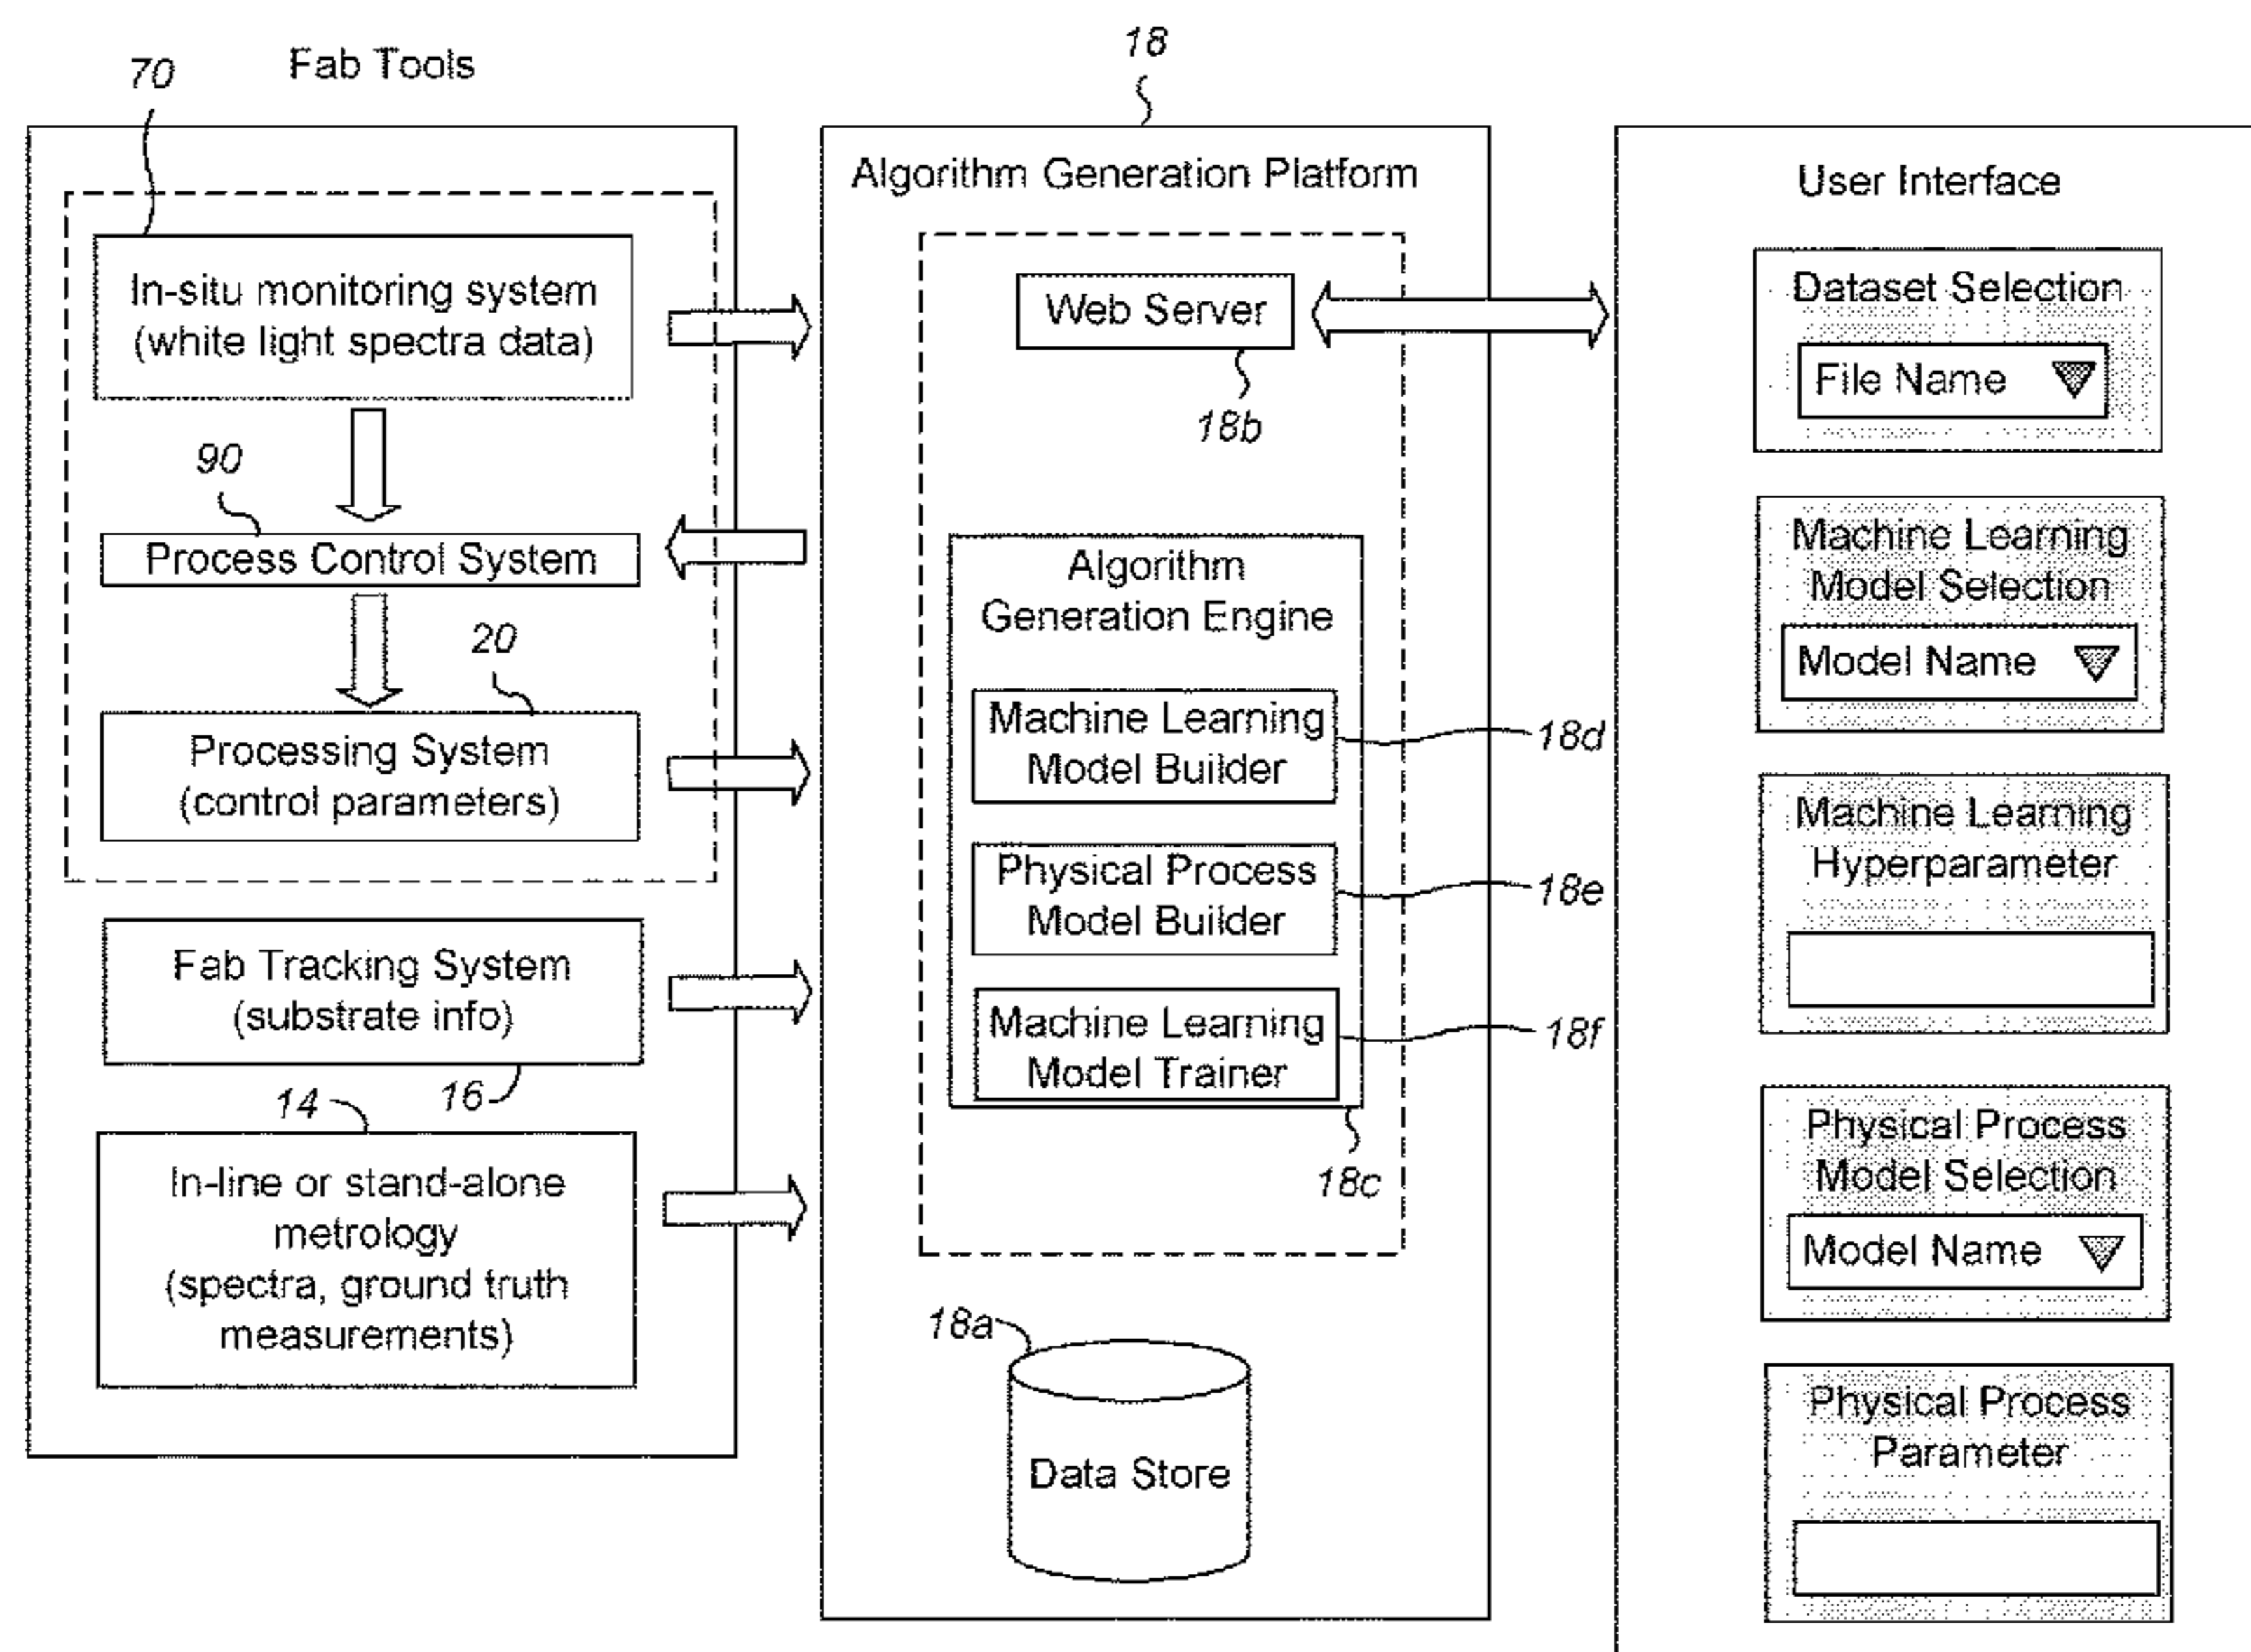 Fab Tools
70
In-situ monitoring system
(white light spectra data)
90
Process Control System
20
Processing System
(control parameters)
Fab Tracking System
(substrate info)
16
14
In-line or stand-alone
metrology
(spectra, ground truth
measurements)
18
Algorithm Generation Platform
Web Server
18b
Algorithm
Generation Engine
Machine Learning
Model Builder
18d
Physical Process
Model Builder
18e
Machine Learning
Model Trainer
18f
18c
18a
Data Store
User Interface
Dataset Selection
File Name
Machine Learning
Model Selection
Model Name
Machine Learning
Hyperparameter
Physical Process
Model Selection
Model Name
Physical Process
Parameter